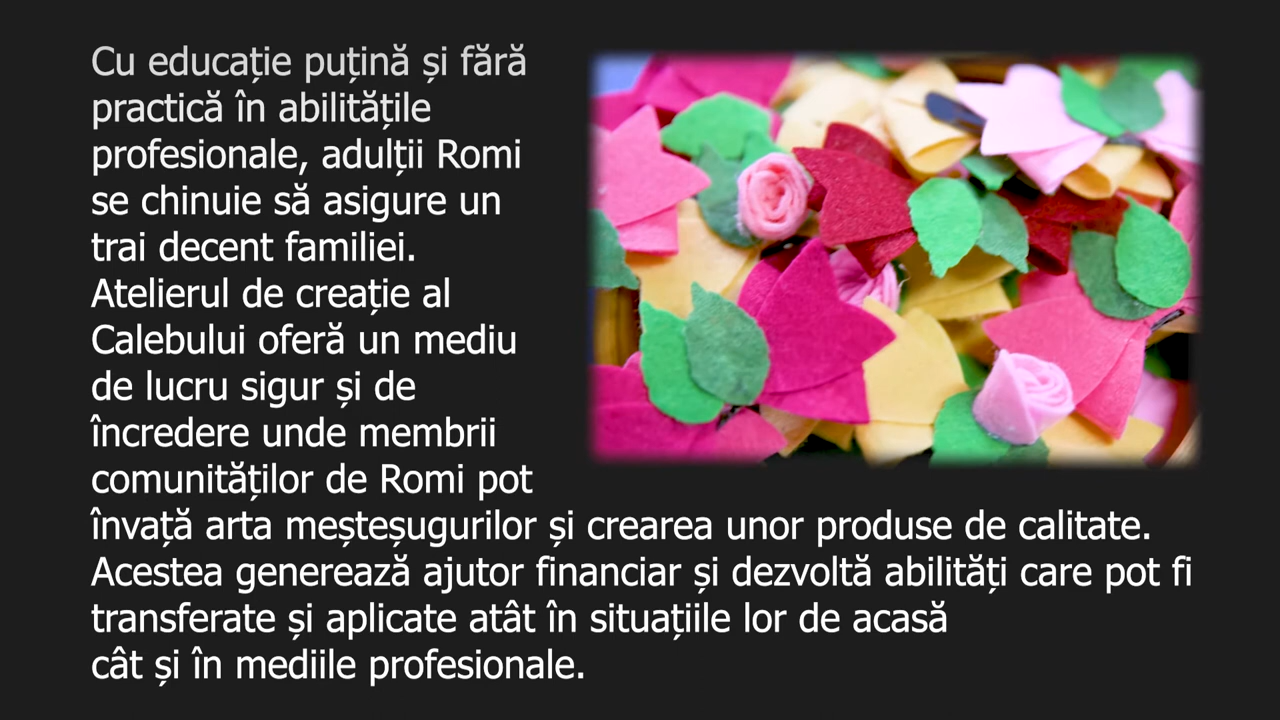 Cu educație puțină și fără
practică în abilitățile
profesionale, adulții Romi
se chinuie să asigure un
trai decent familiei.
Atelierul de creație al
Calebului oferă un mediu
de lucru sigur și de
încredere unde membrii
comunităților de Romi pot
învață arta meșteșugurilor și crearea unor produse de calitate.
Acestea generează ajutor financiar și dezvoltă abilități care pot fi
transferate și aplicate atât în situațiile lor de acasă
cât și în mediile profesionale.